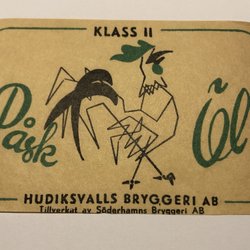 KLASS II
Påsk Öl
HUDIKSVALLS BRYGGERI AB
Tillverkat av Söderhamns Bryggeri AB